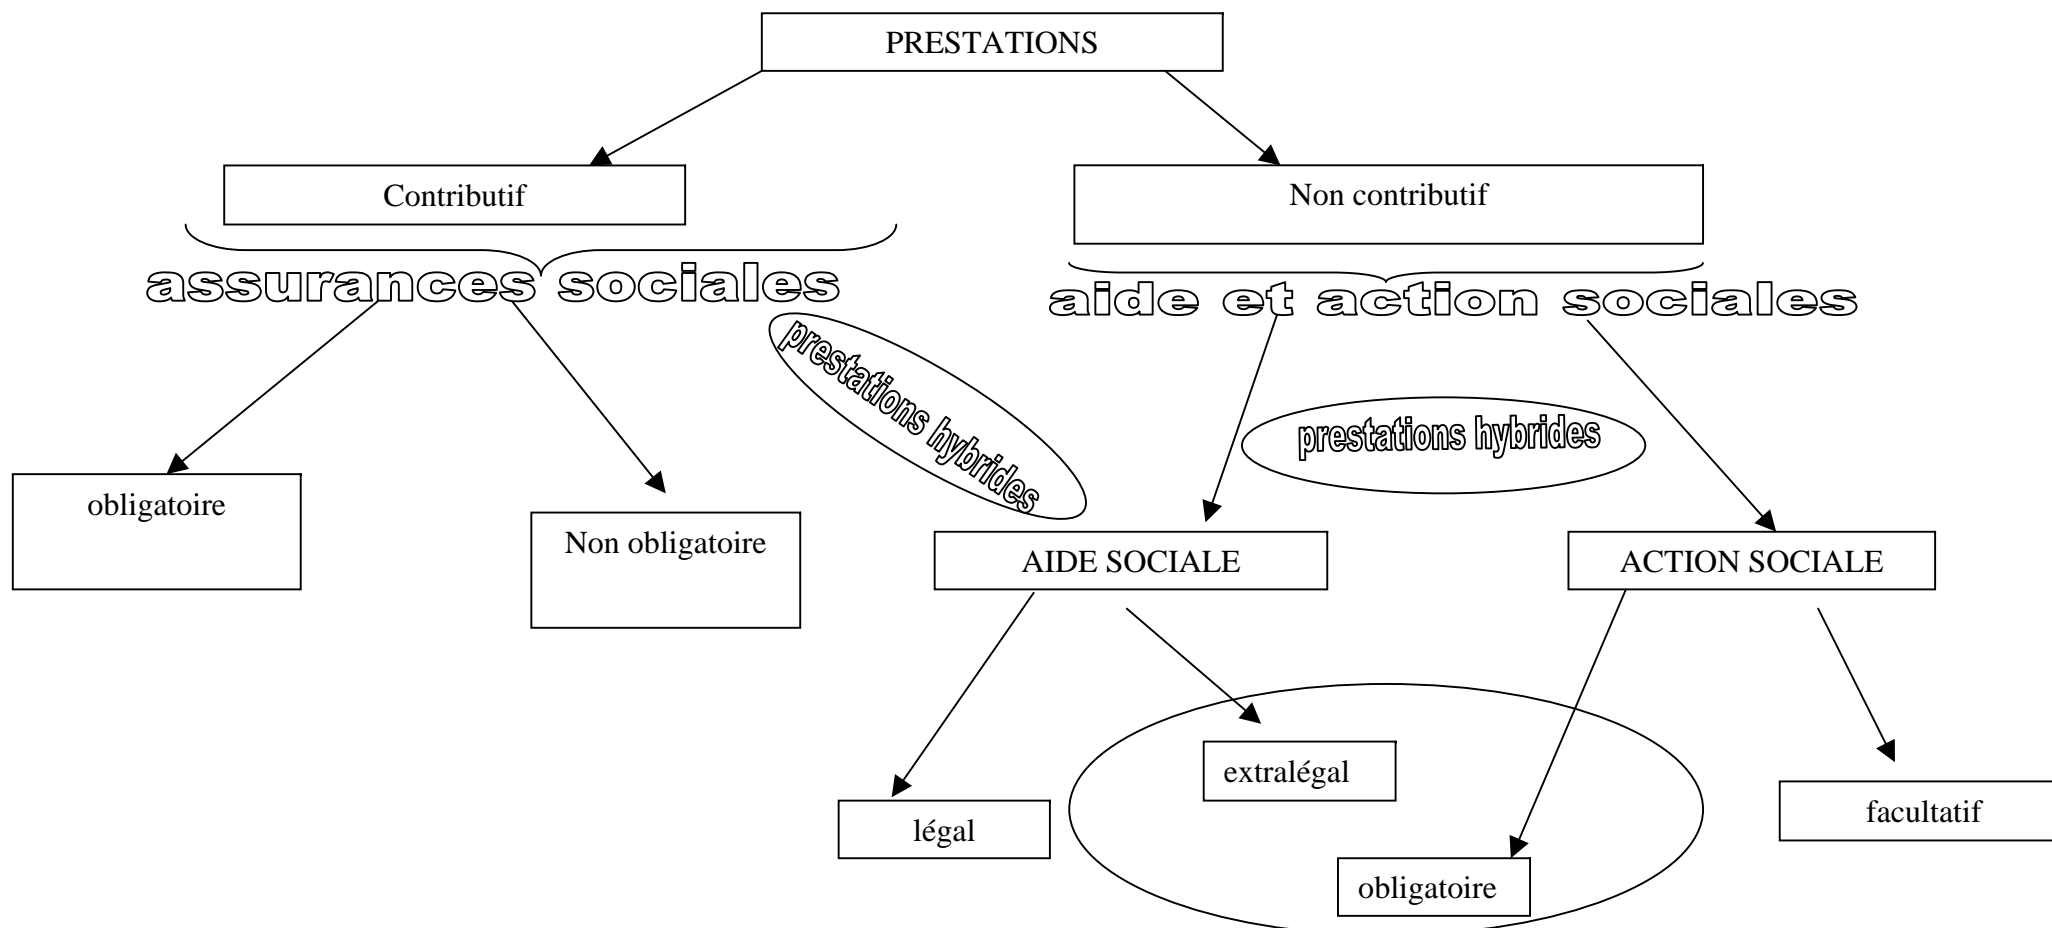 PRESTATIONS
Contributif
Non contributif
assurances sociales
aide et action sociales
prestations hybrides
prestations hybrides
obligatoire
Non obligatoire
AIDE SOCIALE
ACTION SOCIALE
extralégal
légal
facultatif
obligatoire